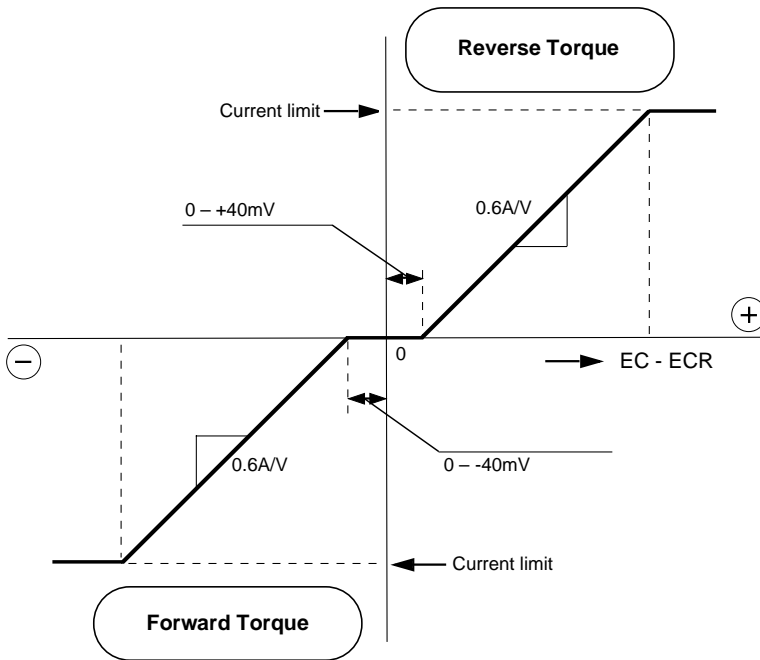 Reverse Torque
Current limit
0 – +40mV
0.6A/V
+
−
0
EC - ECR
0.6A/V
0 – -40mV
Current limit
Forward Torque